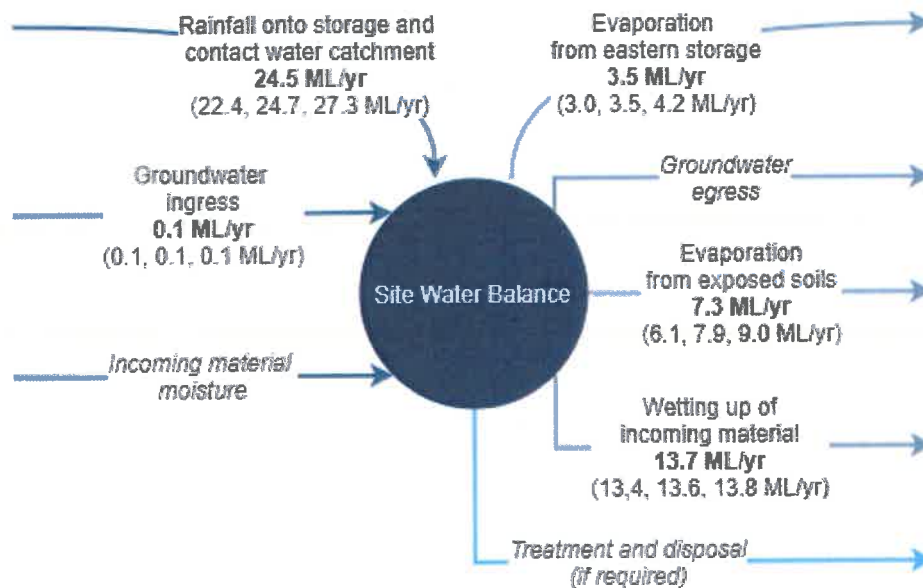 Rainfall onto storage and
contact water catchment
24.5 ML/yr
(22.4, 24.7, 27.3 ML/yr)
Evaporation
from eastern storage
3.5 ML/yr
(3.0, 3.5, 4.2 ML/yr)
Groundwater
ingress
0.1 ML/yr
(0.1, 0.1, 0.1 ML/yr)
Groundwater
egress
Site Water Balance
Evaporation
from exposed soils
7.3 ML/yr
(6.1, 7.9, 9.0 ML/yr)
Incoming material
moisture
Wetting up of
incoming material
13.7 ML/yr
(13,4, 13.6, 13.8 ML/yr)
Treatment and disposal
(if required)